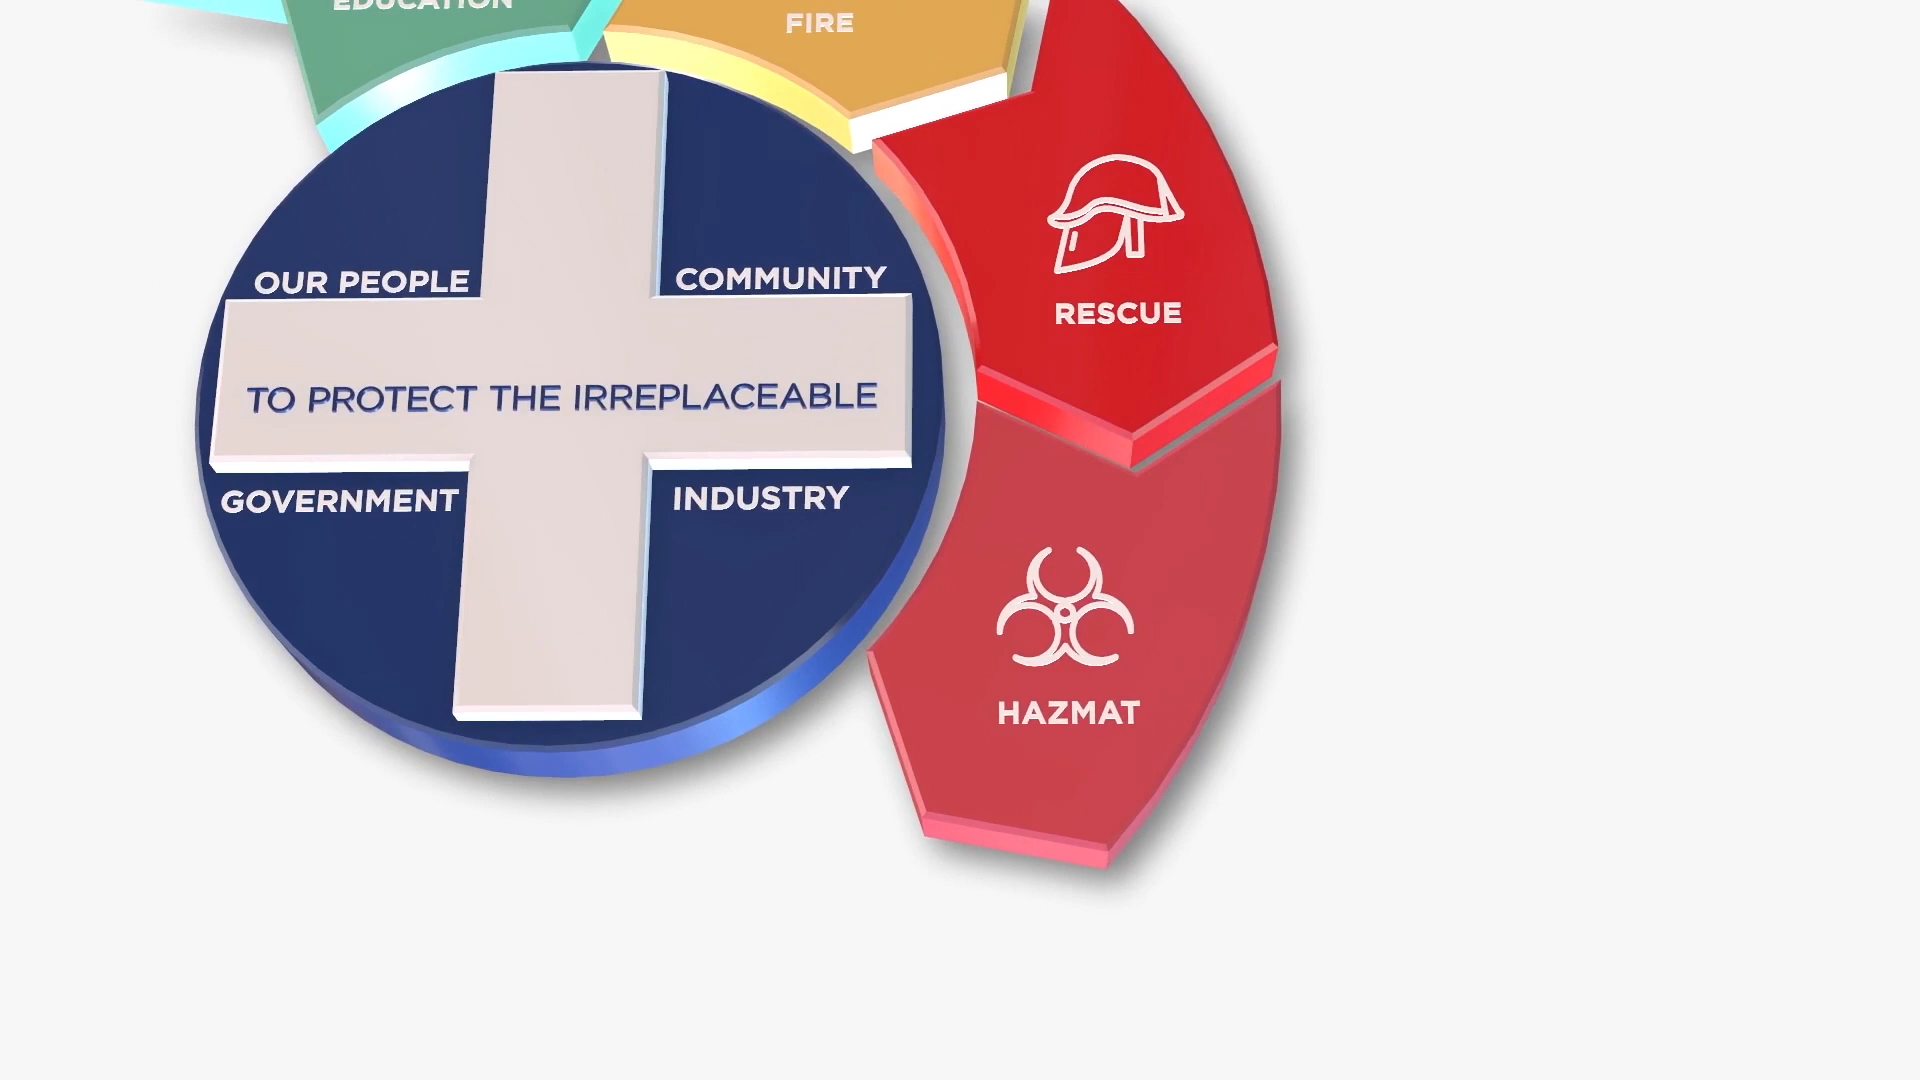 EDUCATION
FIRE
OUR PEOPLE
COMMUNITY
RESCUE
TO PROTECT THE IRREPLACEABLE
GOVERNMENT
INDUSTRY
HAZMAT